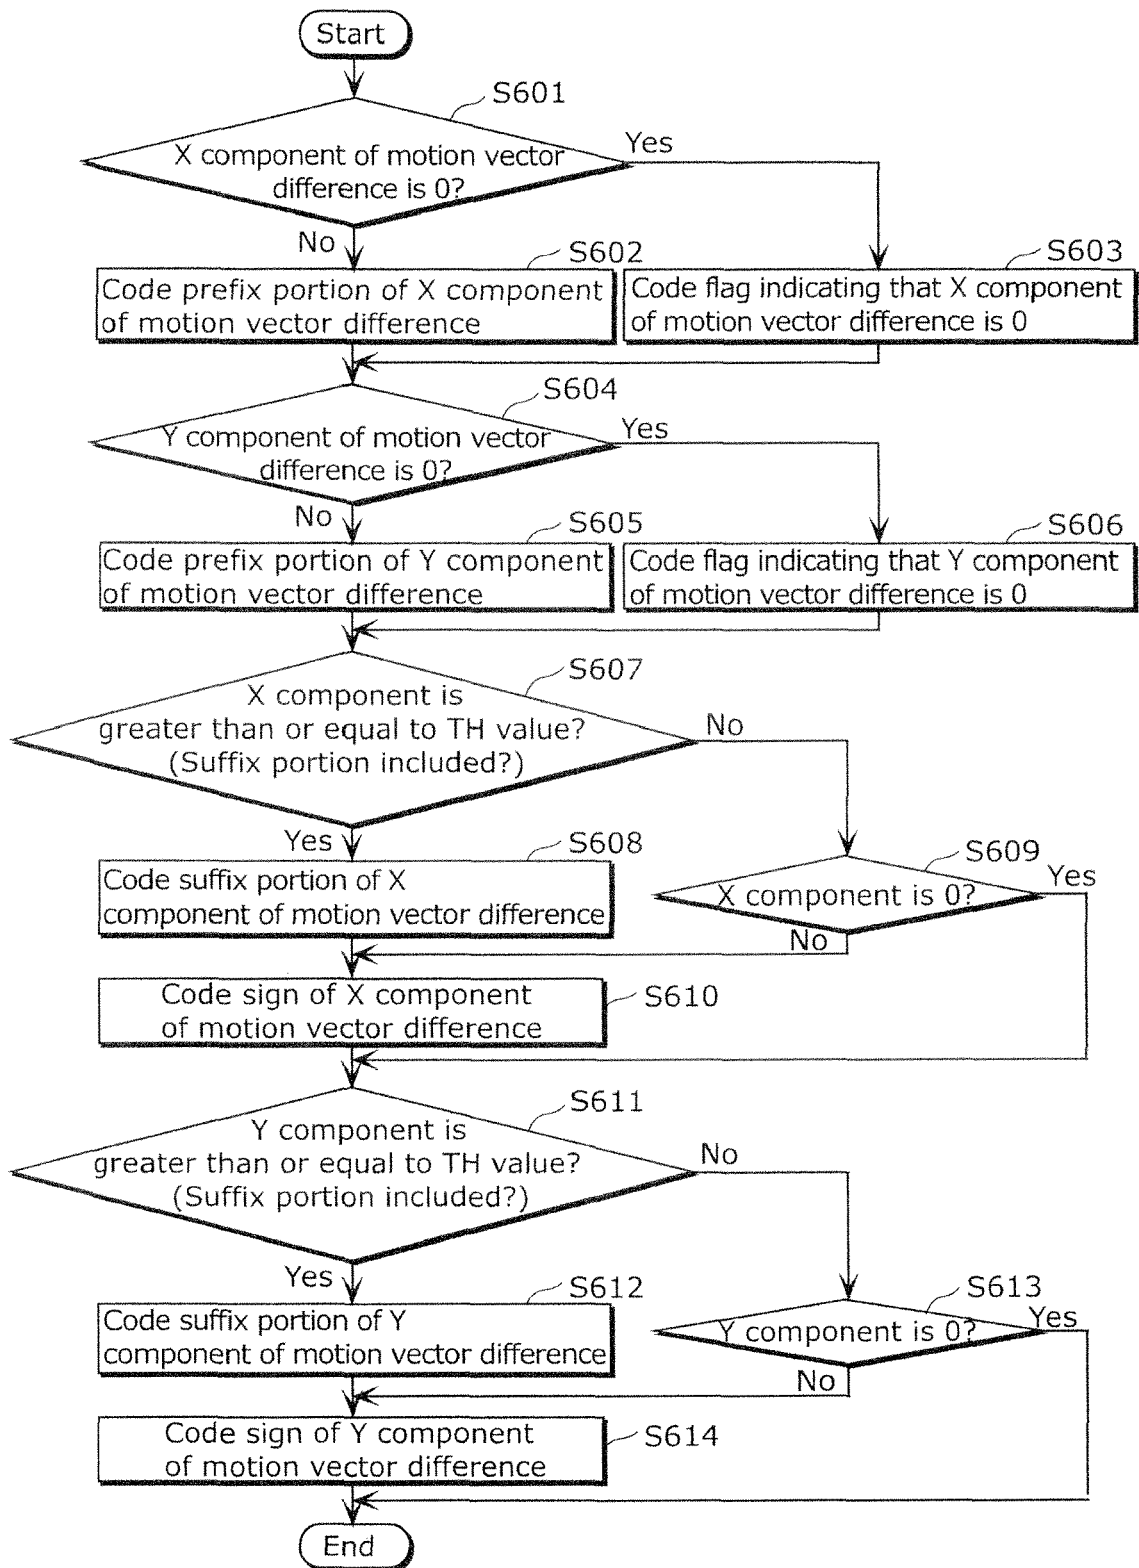 Start
S601
X component of motion vector
difference is 0?
Yes
No
S602
Code prefix portion of X component
of motion vector difference
S603
Code flag indicating that X component
of motion vector difference is 0
S604
Y component of motion vector
difference is 0?
Yes
No
S605
Code prefix portion of Y component
of motion vector difference
S606
Code flag indicating that Y component
of motion vector difference is 0
S607
X component is
greater than or equal to TH value?
(Suffix portion included?)
No
Yes
S608
Code suffix portion of X
component of motion vector difference
S609
X component is 0?
Yes
No
Code sign of X component
of motion vector difference
S610
S611
Y component is
greater than or equal to TH value?
(Suffix portion included?)
No
Yes
S612
Code suffix portion of Y
component of motion vector difference
S613
Y component is 0?
Yes
No
Code sign of Y component
of motion vector difference
S614
End